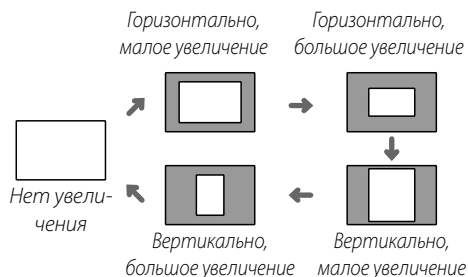 Горизонтально,
малое увеличение
Горизонтально,
большое увеличение
Нет увели-
чения
Вертикально,
большое увеличение
Вертикально,
малое увеличение